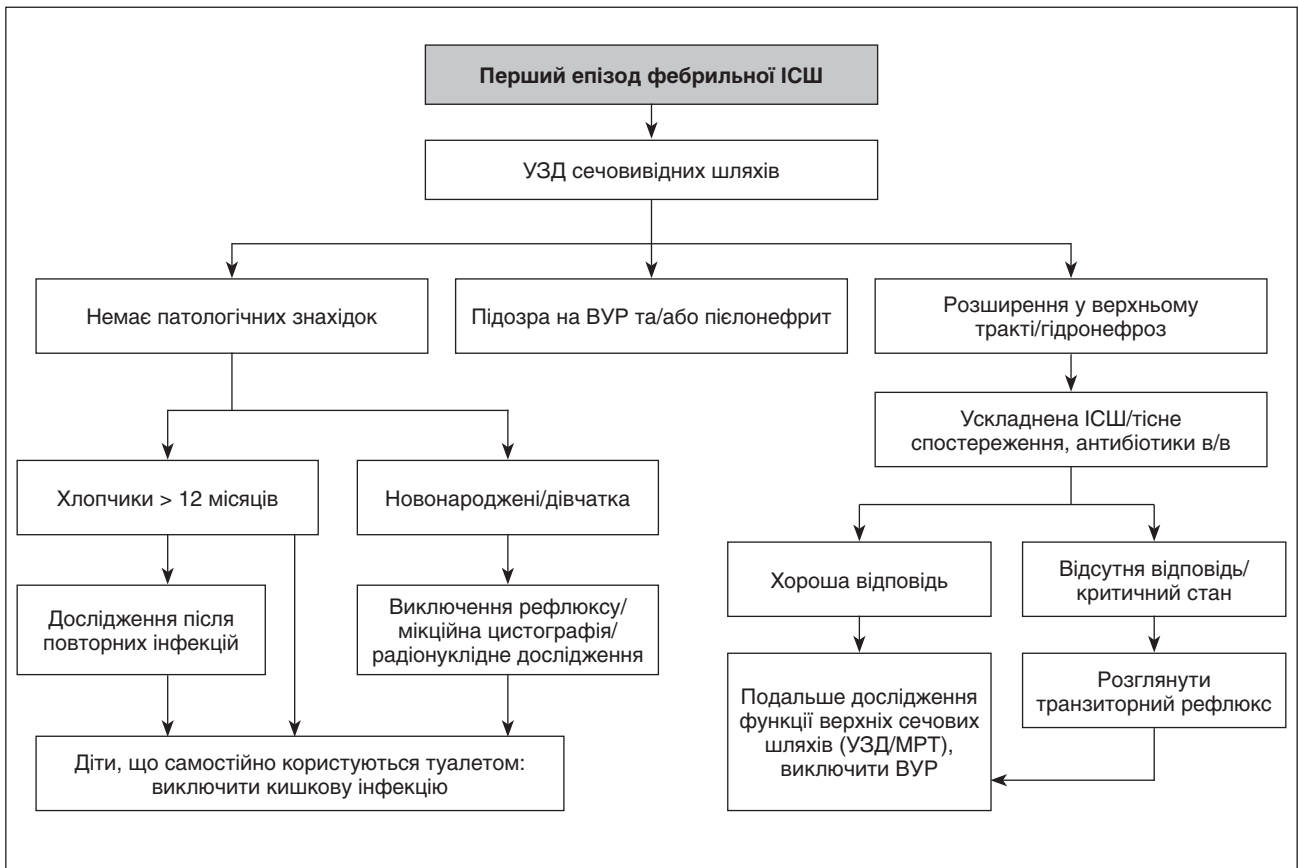 Перший епізод фебрильної ІСШ
УЗД сечовивідних шляхів
Немає патологічних знахідок
Підозра на ВУР та/або пієлонефрит
Розширення у верхньому
тракті/гідронефроз
Ускладнена ІСШ/тісне
спостереження, антибіотики в/в
Хлопчики > 12 місяців
Новонароджені/дівчатка
Хороша відповідь
Відсутня відповідь/
критичний стан
Дослідження після
повторних інфекцій
Виключення рефлюксу/
мікційна цистографія/
радіонуклідне дослідження
Подальше дослідження
функції верхніх сечових
шляхів (УЗД/МРТ),
виключити ВУР
Розглянути
транзиторний рефлюкс
Діти, що самостійно користуються туалетом:
виключити кишкову інфекцію